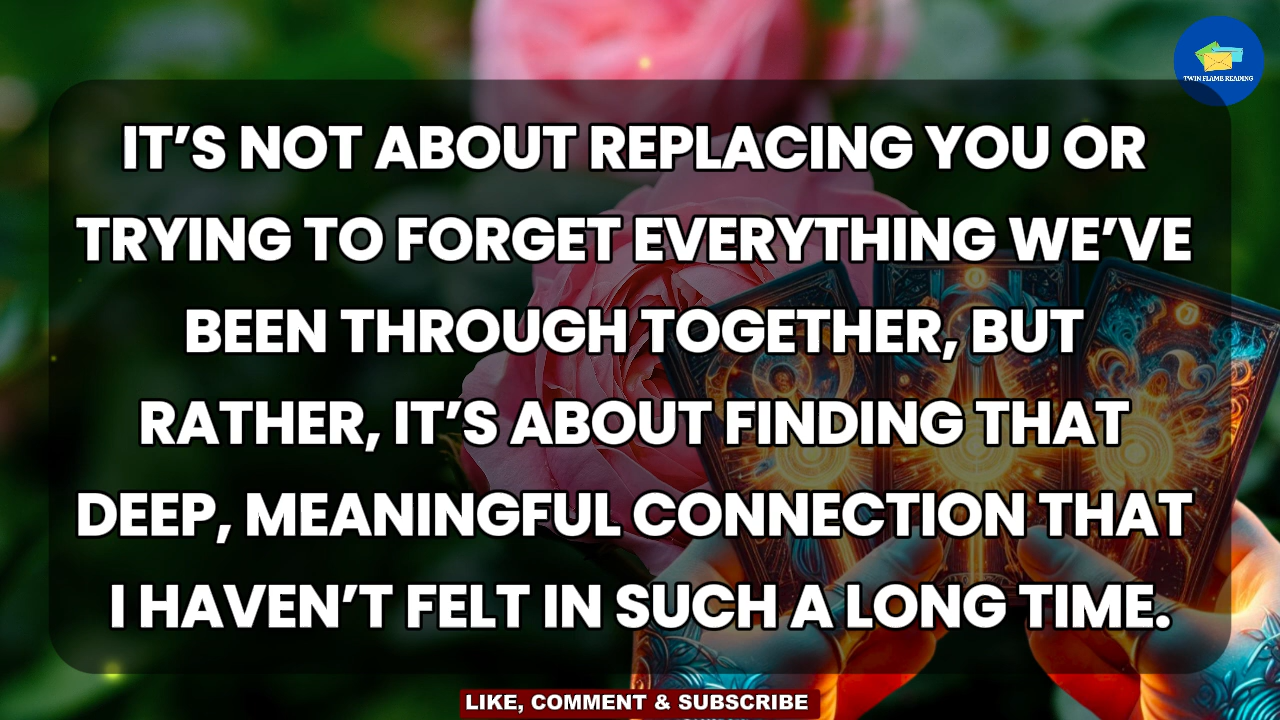 TWIN FLAME READING
IT’S NOT ABOUT REPLACING YOU OR
TRYING TO FORGET EVERYTHING WE’VE
BEEN THROUGH TOGETHER, BUT
RATHER, IT’S ABOUT FINDING THAT
DEEP, MEANINGFUL CONNECTION THAT
I HAVEN’T FELT IN SUCH A LONG TIME.
LIKE, COMMENT & SUBSCRIBE